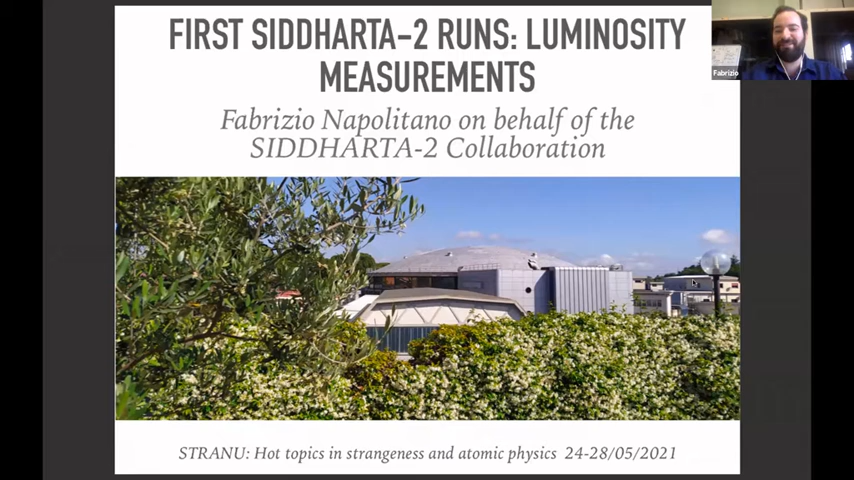 FIRST SIDDHARTA-2 RUNS: LUMINOSITY
MEASUREMENTS
Fabrizio Napolitano on behalf of the
SIDDHARTA-2 Collaboration
Fabrizio
STRANU: Hot topics in strangeness and atomic physics 24-28/05/2021